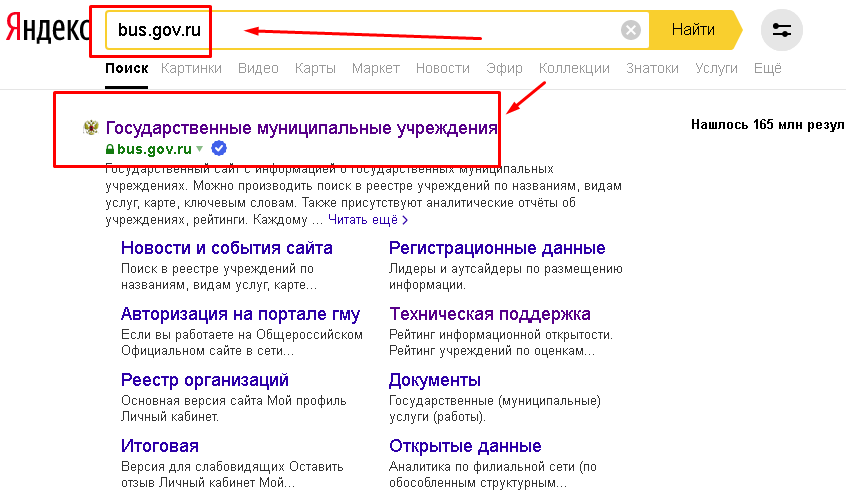 Яндекс bus.gov.ru Найти
Поиск Картинки Видео Карты Маркет Новости Эфир Коллекции Знатоки Услуги Ещё
Государственные муниципальные учреждения
Нашлось 165 млн резул
bus.gov.ru
Государственный сайт с информацией о государственных муниципальных
учреждениях. Можно производить поиск в реестре учреждений по названиям, видам
услуг, карте, ключевым словам. Также присутствуют аналитические отчёты об
учреждениях, рейтинги. Каждому ... Читать ещё >
Новости и события сайта
Поиск в реестре учреждений по
названиям, видам услуг, карте...
Регистрационные данные
Лидеры и аутсайдеры по размещению
информации.
Авторизация на портале гму
Если вы работаете на Общероссийском
Официальном сайте в сети...
Техническая поддержка
Рейтинг информационной открытости.
Рейтинг учреждений по оценкам...
Реестр организаций
Основная версия сайта Мой профиль
Личный кабинет.
Документы
Государственные (муниципальные)
услуги (работы).
Итоговая
Версия для слабовидящих Оставить
отзыв Личный кабинет Мой...
Открытые данные
Аналитика по филиальной сети (по
обособленным структурным...